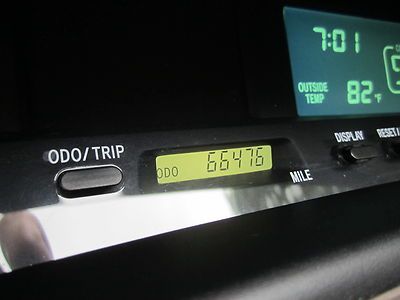 7:01
OUTSIDE
TEMP
82°F
DISPLAY
RESET/
ODO/TRIP
ODO 66476
MILE